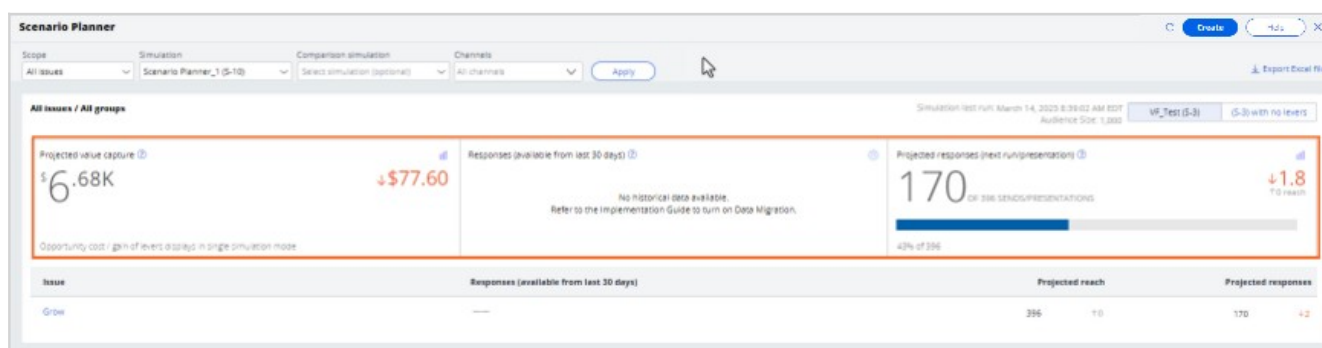 Scenario Planner
Create
Hide
Scope
Simulation
Comparison simulation
Channels
All issues
Scenario Planner_1 (S-10)
Select simulation (optional)
All channels
Apply
Export Excel fil
All issues / All groups
Simulation last run: March 14, 2023 8:39:02 AM EDT
Audience Size: 1,000
VF_Test (S-3)
(S-3) with no levers
Projected value capture
$6.68K
↓$77.60
Opportunity cost / gain of levers displays in single simulation mode
Responses (available from last 30 days)
No historical data available.
Refer to the Implementation Guide to turn on Data Migration.
Projected responses (next run/presentation)
170 OF 396 SENDS/PRESENTATIONS
↓1.8
↑0 reach
43% of 396
Issue
Responses (available from last 30 days)
Projected reach
Projected responses
Grow
-----
396
↑0
170
↓2